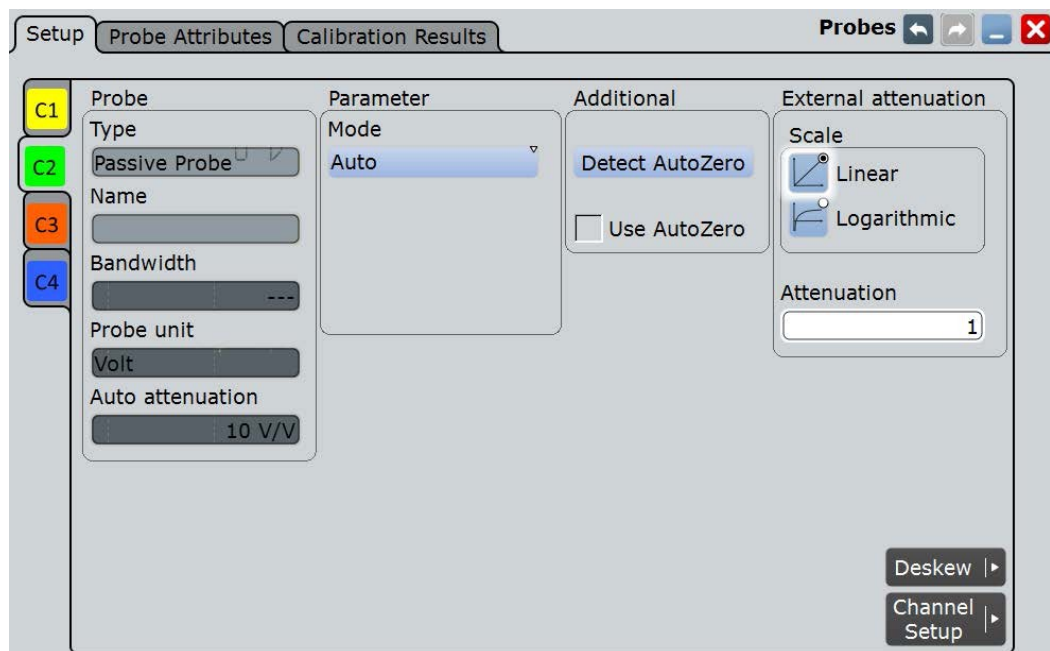 Setup
Probe Attributes
Calibration Results
Probes
C1
C2
C3
C4
Probe
Type
Passive Probe
Name
Bandwidth
---
Probe unit
Volt
Auto attenuation
10 V/V
Parameter
Mode
Auto
Additional
Detect AutoZero
Use AutoZero
External attenuation
Scale
Linear
Logarithmic
Attenuation
1
Deskew
Channel
Setup